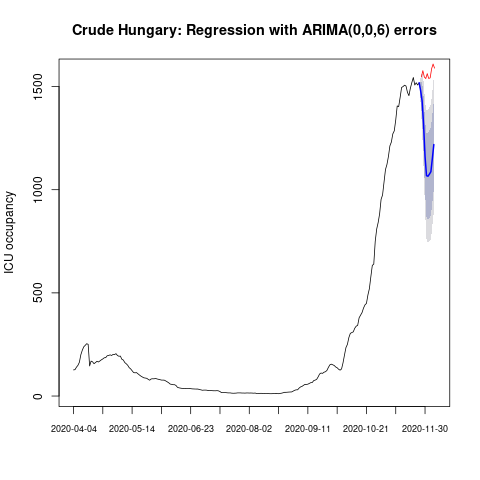 Crude Hungary: Regression with ARIMA(0,0,6) errors
ICU occupancy
1500
1000
500
0
2020-04-04 2020-05-14 2020-06-23 2020-08-02 2020-09-11 2020-10-21 2020-11-30